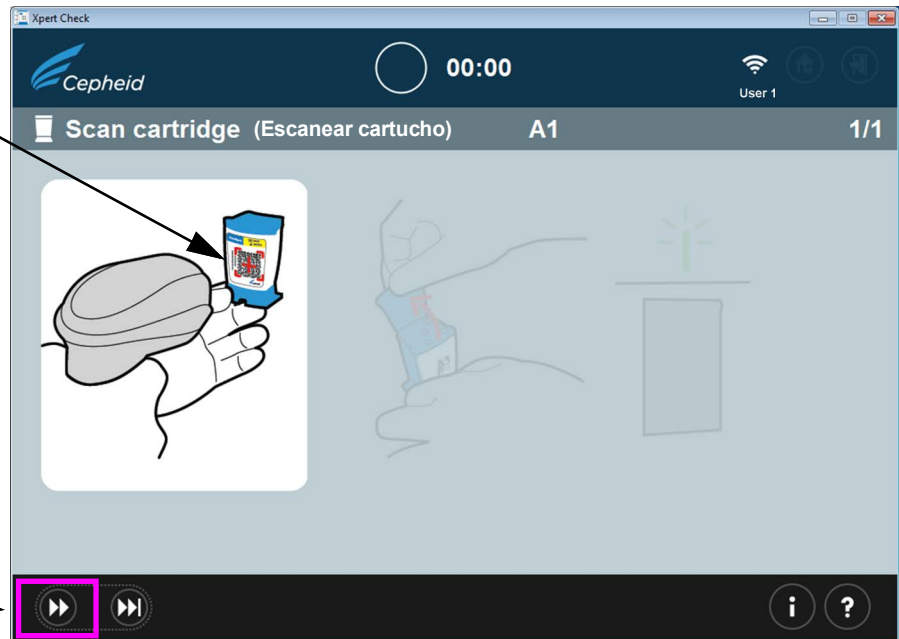 Xpert Check
Cepheid
00:00
User 1
Scan cartridge (Escanear cartucho) A1 1/1
i ?